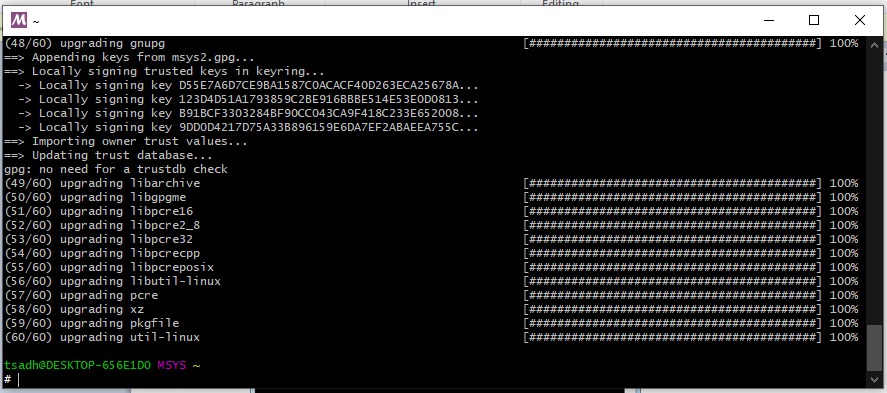 Font Paragraph Insert Editing
~
(48/60) upgrading gnupg [########################################] 100%
==> Appending keys from msys2.gpg...
==> Locally signing trusted keys in keyring...
-> Locally signing key D55E7A6D7CE9BA1587C0ACACF40D263ECA25678A...
-> Locally signing key 123D4D51A1793859C2BE916BBBE514E53E0D0813...
-> Locally signing key B91BCF3303284BF90CC043CA9F418C233E652008...
-> Locally signing key 9DD0D4217D75A33B896159E6DA7EF2ABAEEA755C...
==> Importing owner trust values...
==> Updating trust database...
gpg: no need for a trustdb check
(49/60) upgrading libarchive [########################################] 100%
(50/60) upgrading libgpgme [########################################] 100%
(51/60) upgrading libpcre16 [########################################] 100%
(52/60) upgrading libpcre2_8 [########################################] 100%
(53/60) upgrading libpcre32 [########################################] 100%
(54/60) upgrading libpcrecpp [########################################] 100%
(55/60) upgrading libpcreposix [########################################] 100%
(56/60) upgrading libutil-linux [########################################] 100%
(57/60) upgrading pcre [########################################] 100%
(58/60) upgrading xz [########################################] 100%
(59/60) upgrading pkgfile [########################################] 100%
(60/60) upgrading util-linux [########################################] 100%
tsadh@DESKTOP-656E1DO MSYS ~
#